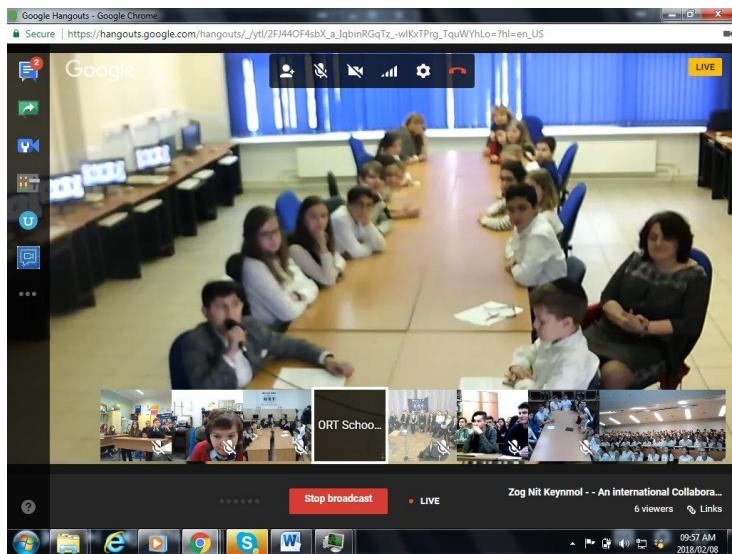 Google Hangouts - Google Chrome
Secure | https://hangouts.google.com/hangouts/_/ytl/2FJ44OF4sbX_a_IqbinRGqTz_-wIKxTPrg_TquWYhLo=?hl=en_US
2
Google
LIVE
U
ORT Schoo...
Stop broadcast
LIVE
Zog Nit Keynmol - - An international Collabora...
6 viewers
Links
?
09:57 AM
2018/02/08